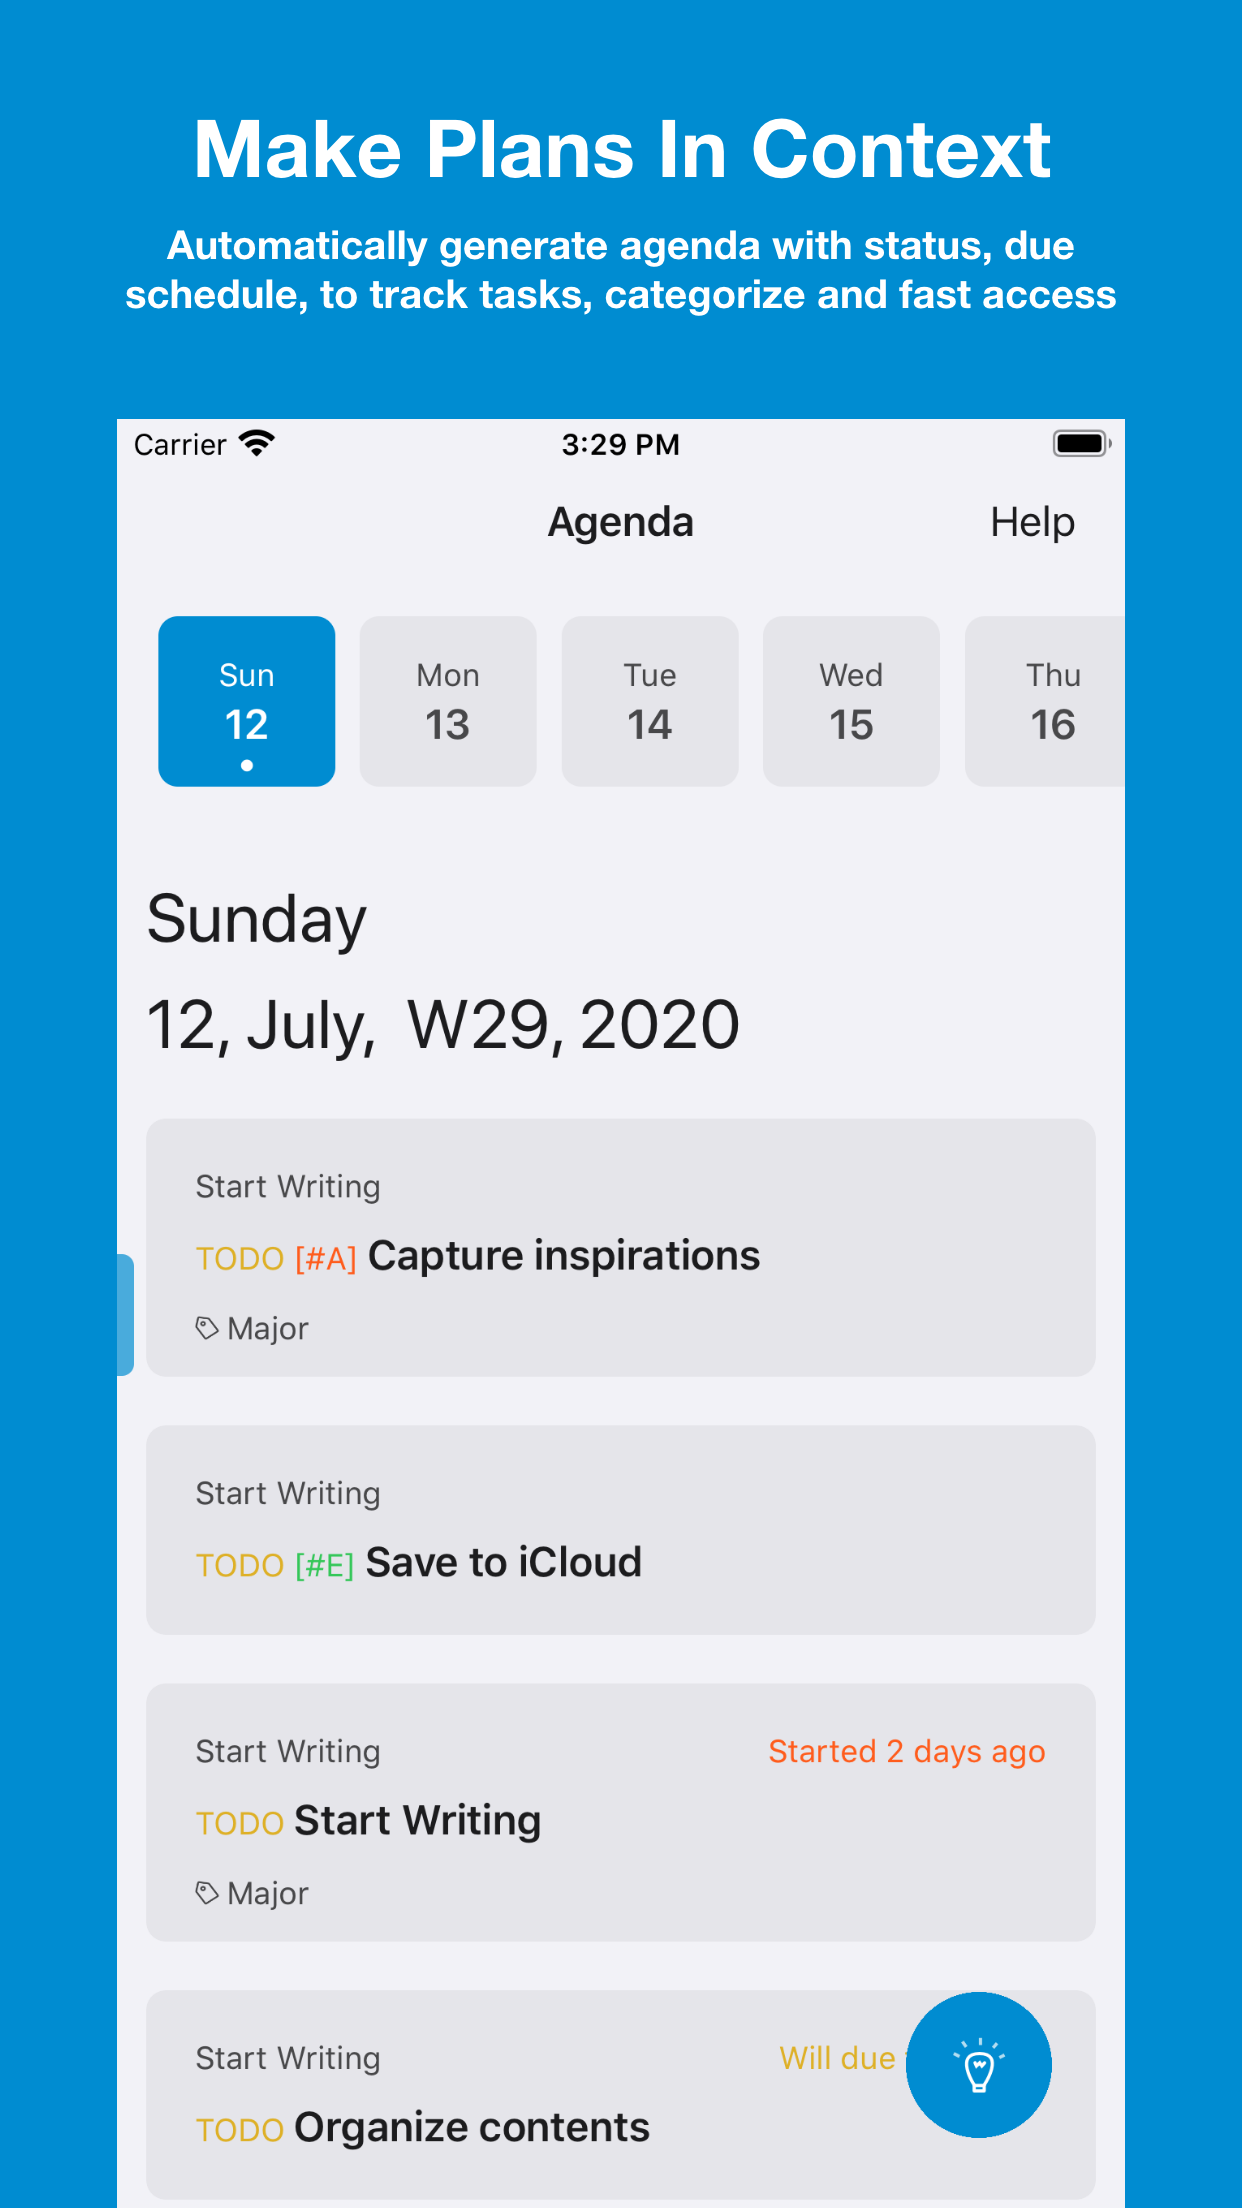 Make Plans In Context
Automatically generate agenda with status, due
schedule, to track tasks, categorize and fast access
Carrier 3:29 PM
Agenda Help
Sun Mon Tue Wed Thu
12 13 14 15 16
Sunday
12, July, W29, 2020
Start Writing
TODO [#A] Capture inspirations
Major
Start Writing
TODO [#E] Save to iCloud
Start Writing Started 2 days ago
TODO Start Writing
Major
Start Writing Will due
TODO Organize contents